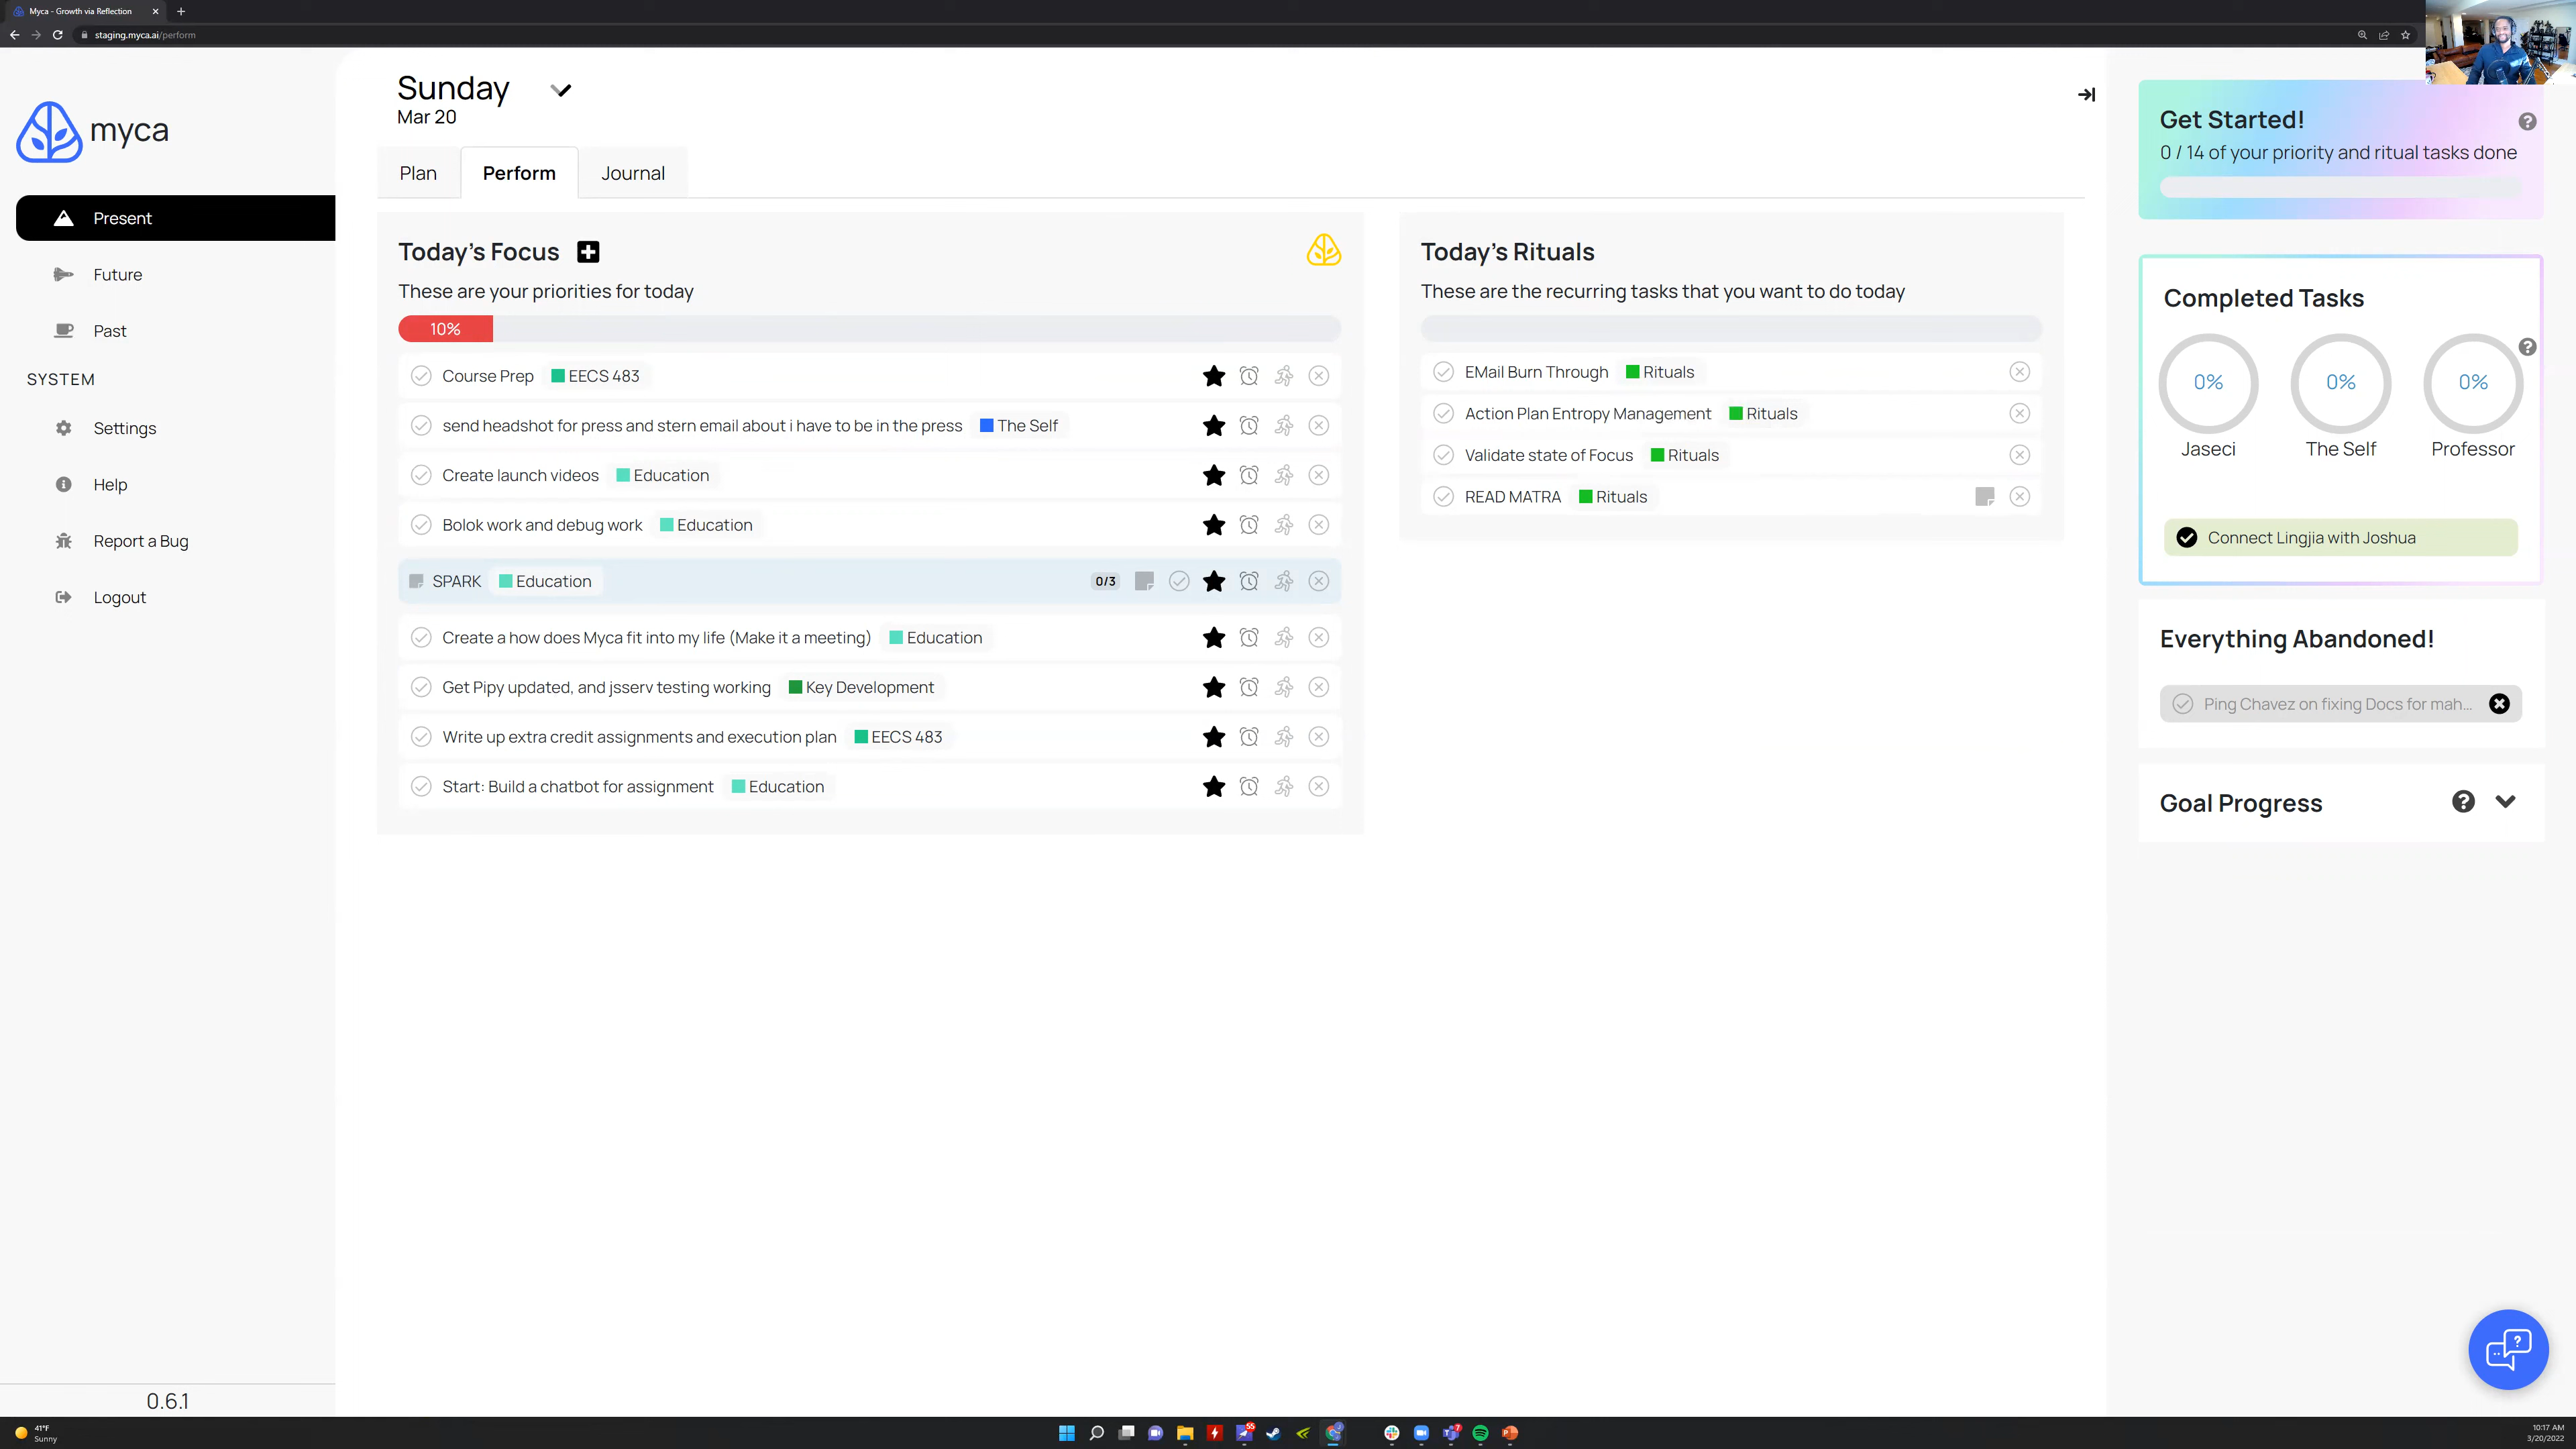 Myca - Growth via Reflection
staging.myca.ai/perform
myca
Present
Future
Past
SYSTEM
Settings
Help
Report a Bug
Logout
0.6.1
Sunday
Mar 20
Plan
Perform
Journal
Today's Focus
These are your priorities for today
10%
Course Prep EECS 483
send headshot for press and stern email about i have to be in the press The Self
Create launch videos Education
Bolok work and debug work Education
SPARK Education 0/3
Create a how does Myca fit into my life (Make it a meeting) Education
Get Pipy updated, and jsserv testing working Key Development
Write up extra credit assignments and execution plan EECS 483
Start: Build a chatbot for assignment Education
Today's Rituals
These are the recurring tasks that you want to do today
EMail Burn Through Rituals
Action Plan Entropy Management Rituals
Validate state of Focus Rituals
READ MATRA Rituals
Get Started!
0 / 14 of your priority and ritual tasks done
Completed Tasks
0% 0% 0%
Jaseci The Self Professor
Connect Lingjia with Joshua
Everything Abandoned!
Ping Chavez on fixing Docs for mah...
Goal Progress
41°F
Sunny
55
7
10:17 AM
3/20/2022